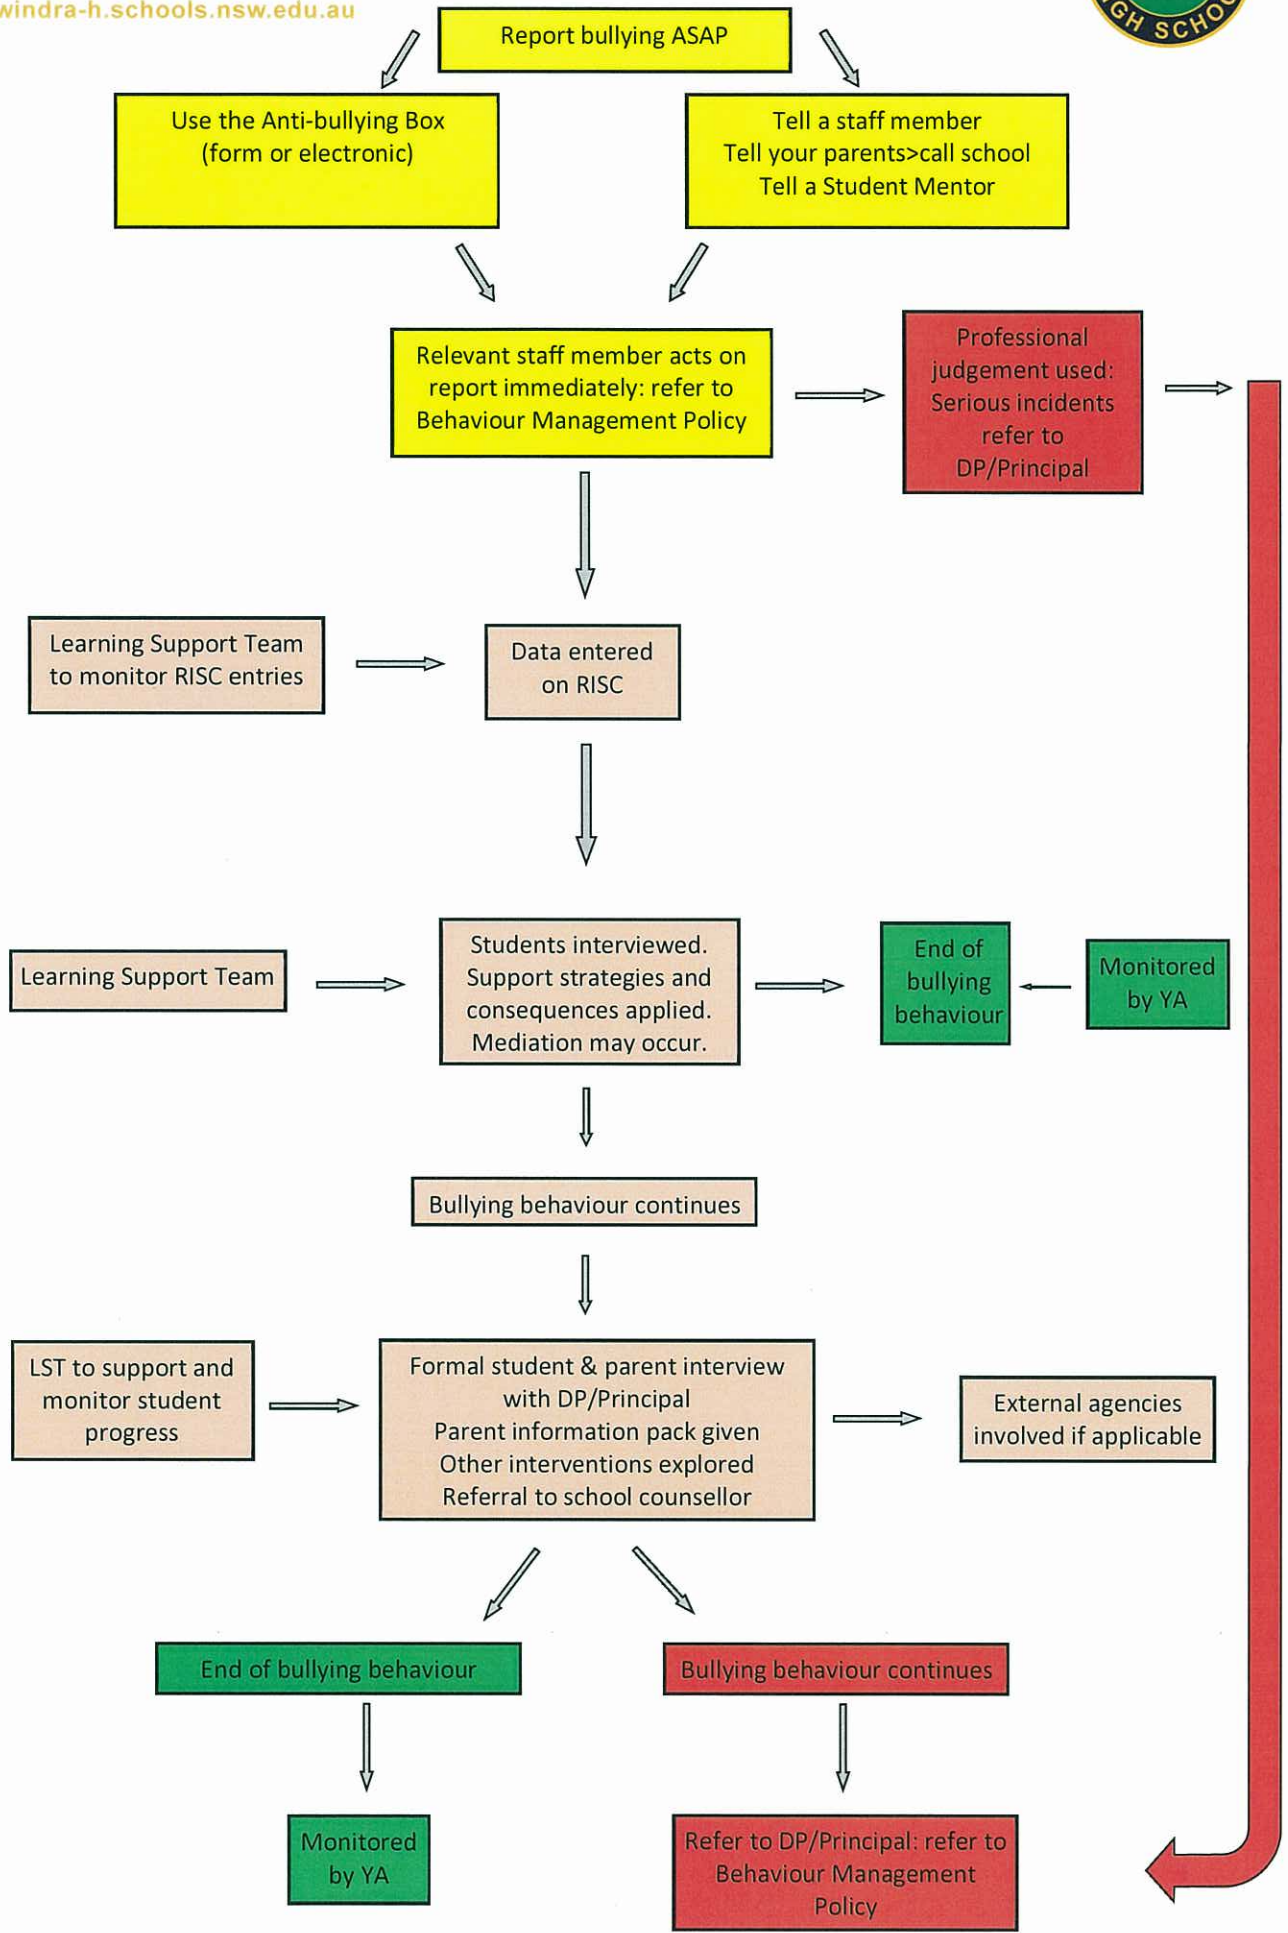 windra-h.schools.nsw.edu.au
GH SCHOO
Report bullying ASAP
Use the Anti-bullying Box
(form or electronic)
Tell a staff member
Tell your parents>call school
Tell a Student Mentor
Relevant staff member acts on
report immediately: refer to
Behaviour Management Policy
Professional
judgement used:
Serious incidents
refer to
DP/Principal
Learning Support Team
to monitor RISC entries
Data entered
on RISC
Learning Support Team
Students interviewed.
Support strategies and
consequences applied.
Mediation may occur.
End of
bullying
behaviour
Monitored
by YA
Bullying behaviour continues
LST to support and
monitor student
progress
Formal student & parent interview
with DP/Principal
Parent information pack given
Other interventions explored
Referral to school counsellor
External agencies
involved if applicable
End of bullying behaviour
Bullying behaviour continues
Monitored
by YA
Refer to DP/Principal: refer to
Behaviour Management
Policy